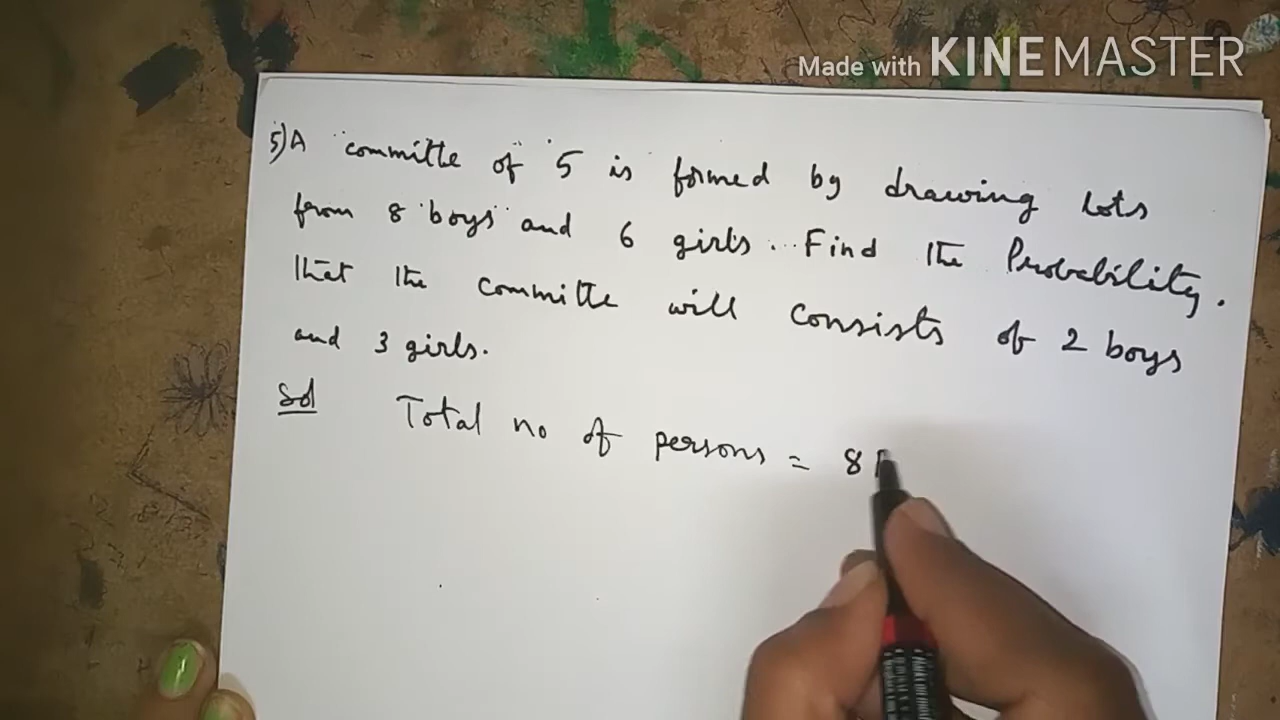 Made with KINEMASTER
5) A committe of 5 is formed by drawing lots
from 8 boys and 6 girls. Find the Probability.
that the committe will consists of 2 boys
and 3 girls.
Sol Total no of persons = 8